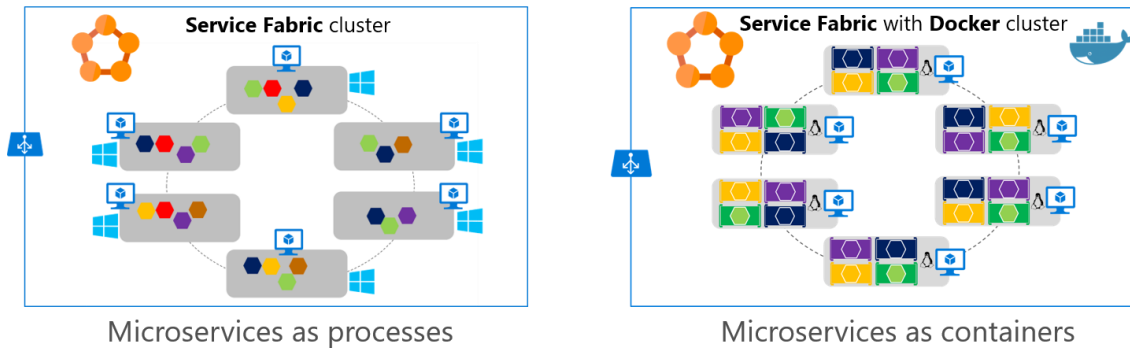 Service Fabric cluster
Service Fabric with Docker cluster
Microservices as processes
Microservices as containers